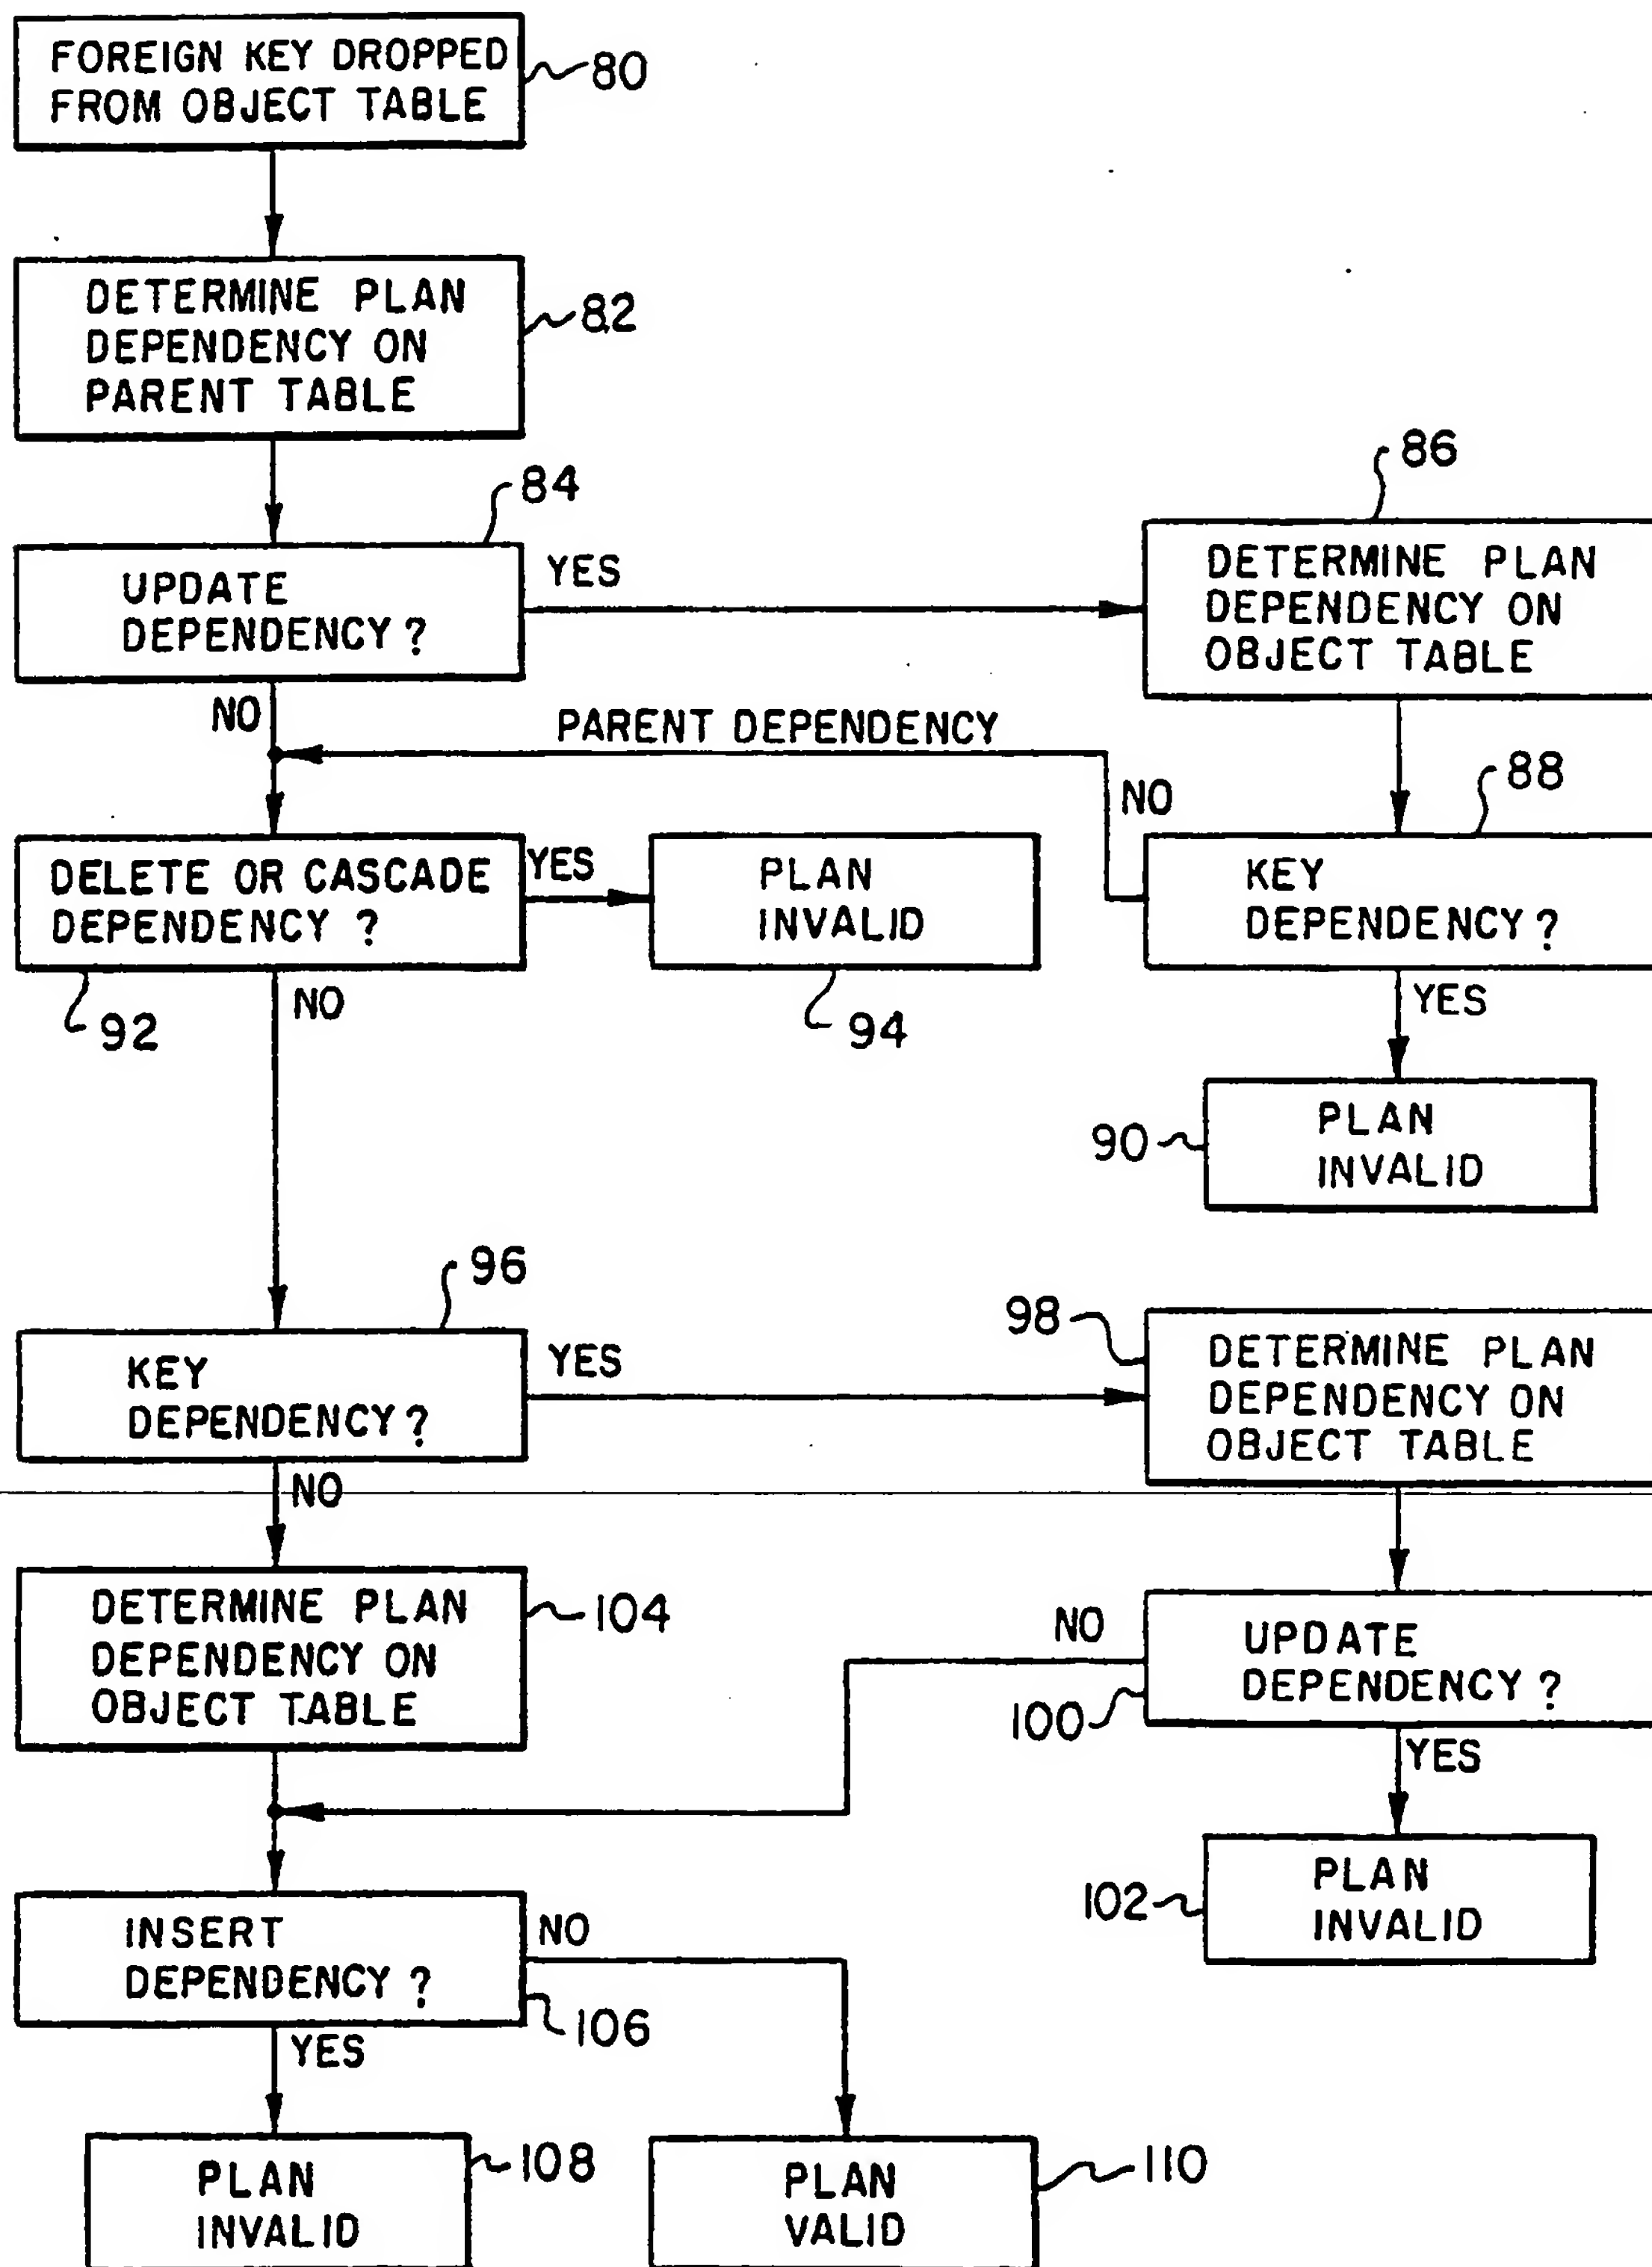 FOREIGN KEY DROPPED
FROM OBJECT TABLE
80
DETERMINE PLAN
DEPENDENCY ON
PARENT TABLE
82
84
UPDATE
DEPENDENCY?
YES
NO
86
DETERMINE PLAN
DEPENDENCY ON
OBJECT TABLE
PARENT DEPENDENCY
NO
88
KEY
DEPENDENCY?
YES
90
PLAN
INVALID
DELETE OR CASCADE
DEPENDENCY ?
YES
92
NO
PLAN
INVALID
94
96
KEY
DEPENDENCY?
YES
NO
98
DETERMINE PLAN
DEPENDENCY ON
OBJECT TABLE
DETERMINE PLAN
DEPENDENCY ON
OBJECT TABLE
104
NO
100
UPDATE
DEPENDENCY?
YES
102
PLAN
INVALID
INSERT
DEPENDENCY ?
NO
106
YES
PLAN
INVALID
108
PLAN
VALID
110